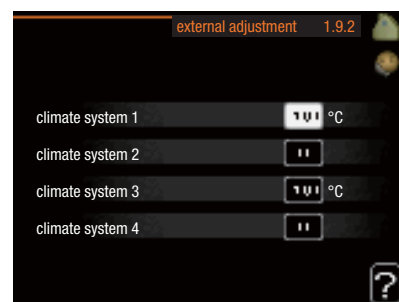 external adjustment 1.9.2
climate system 1 °C
climate system 2
climate system 3 °C
climate system 4
?